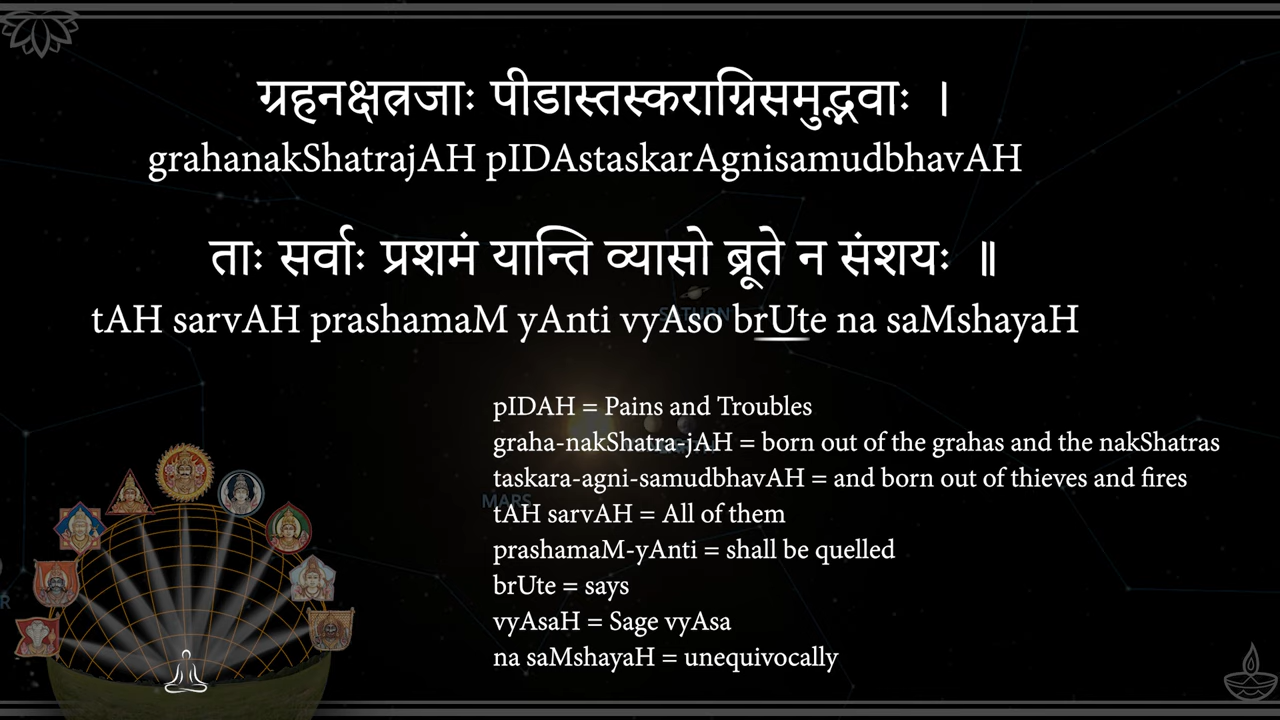 ग्रहनक्षत्रजाः पीडास्तस्कराग्निसमुद्भवाः ।
grahanakShatrajAH pIDAstaskarAgnisamudbhavAH
ताः सर्वाः प्रशमं यान्ति व्यासो ब्रूते न संशयः ॥
tAH sarvAH prashamaM yAnti vyAso brUte na saMshayaH
SATURN
pIDAH = Pains and Troubles
graha-nakShatra-jAH = born out of the grahas and the nakShatras
taskara-agni-samudbhavAH = and born out of thieves and fires
MARS
tAH sarvAH = All of them
prashamaM-yAnti = shall be quelled
brUte = says
vyAsaH = Sage vyAsa
R
na saMshayaH = unequivocally